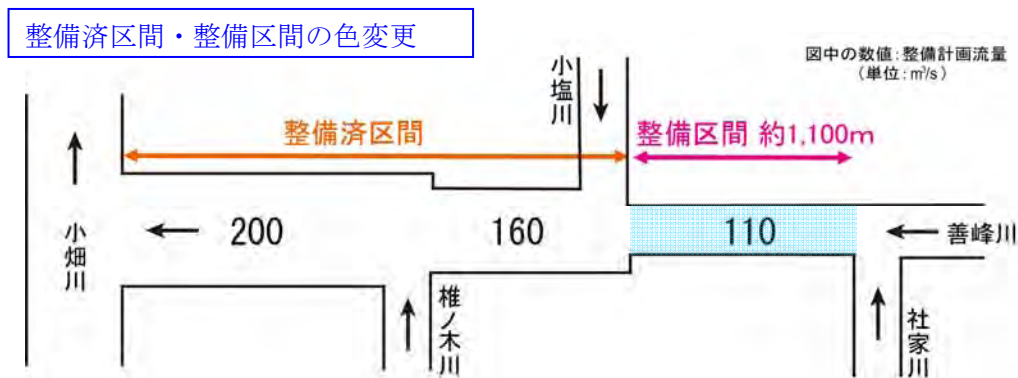 整備済区間・整備区間の色変更
図中の数値:整備計画流量
(単位:m³/s)
小塩川
整備済区間
整備区間 約1,100m
小畑川
200
160
110
善峰川
椎ノ木川
社家川